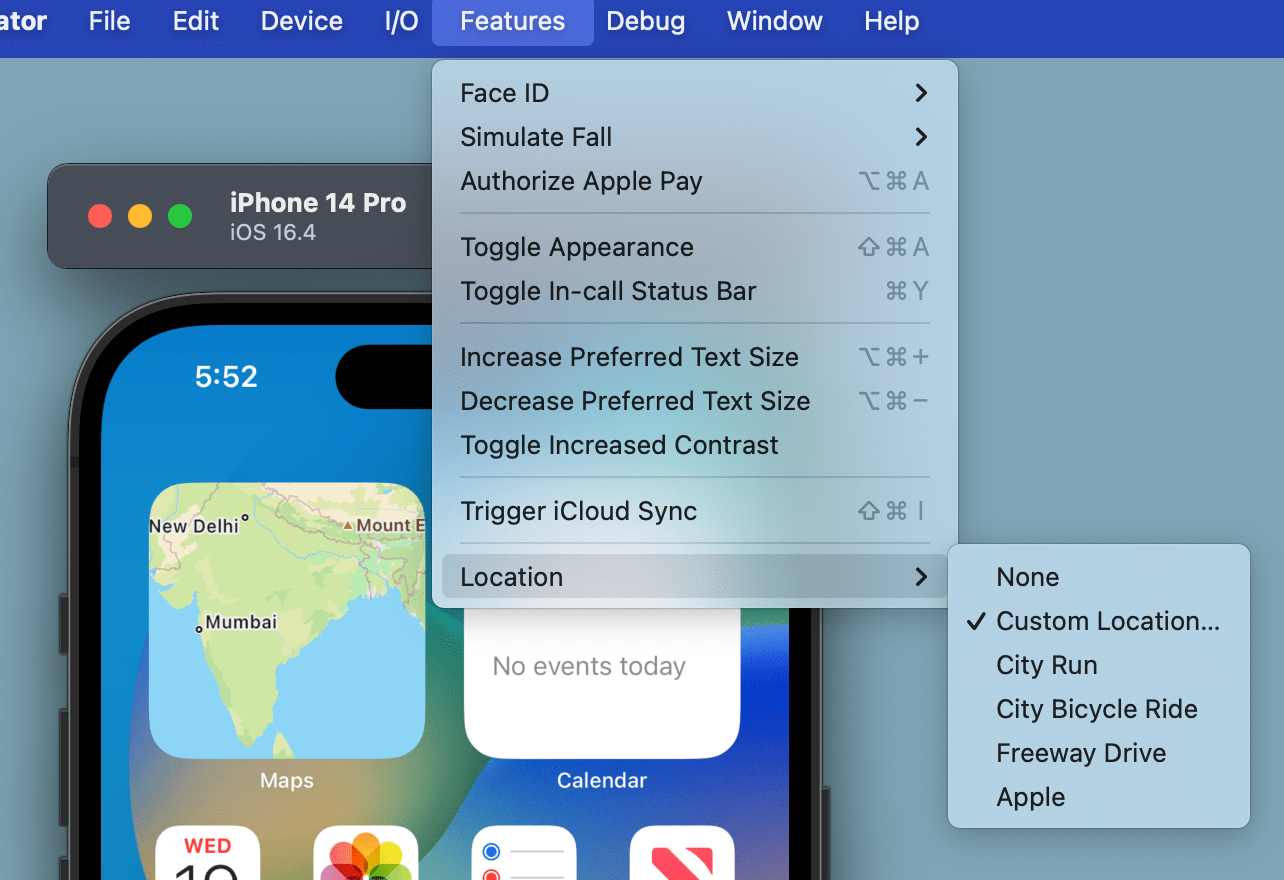 ator File Edit Device I/O Features Debug Window Help
Face ID
Simulate Fall
Authorize Apple Pay ⌥⌘A
Toggle Appearance ⇧⌘A
Toggle In-call Status Bar ⌘Y
Increase Preferred Text Size ⌥⌘+
Decrease Preferred Text Size ⌥⌘−
Toggle Increased Contrast
Trigger iCloud Sync ⇧⌘I
Location
None
✓ Custom Location...
City Run
City Bicycle Ride
Freeway Drive
Apple
iPhone 14 Pro
iOS 16.4
5:52
New Delhi
Mount E
Mumbai
No events today
Maps
Calendar
WED